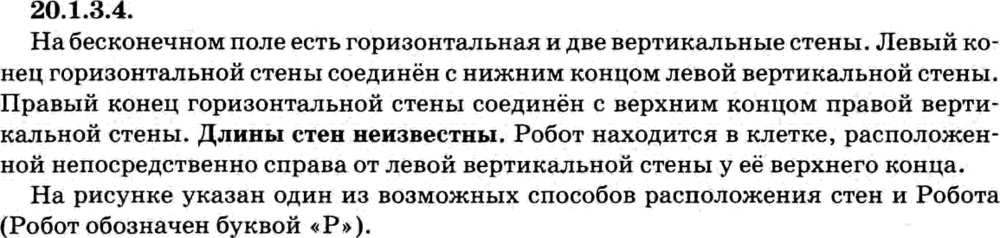 20.1.3.4.
На бесконечном поле есть горизонтальная и две вертикальные стены. Левый ко-
нец горизонтальной стены соединён с нижним концом левой вертикальной стены.
Правый конец горизонтальной стены соединён с верхним концом правой верти-
кальной стены. Длины стен неизвестны. Робот находится в клетке, расположен-
ной непосредственно справа от левой вертикальной стены у её верхнего конца.
На рисунке указан один из возможных способов расположения стен и Робота
(Робот обозначен буквой «Р»).